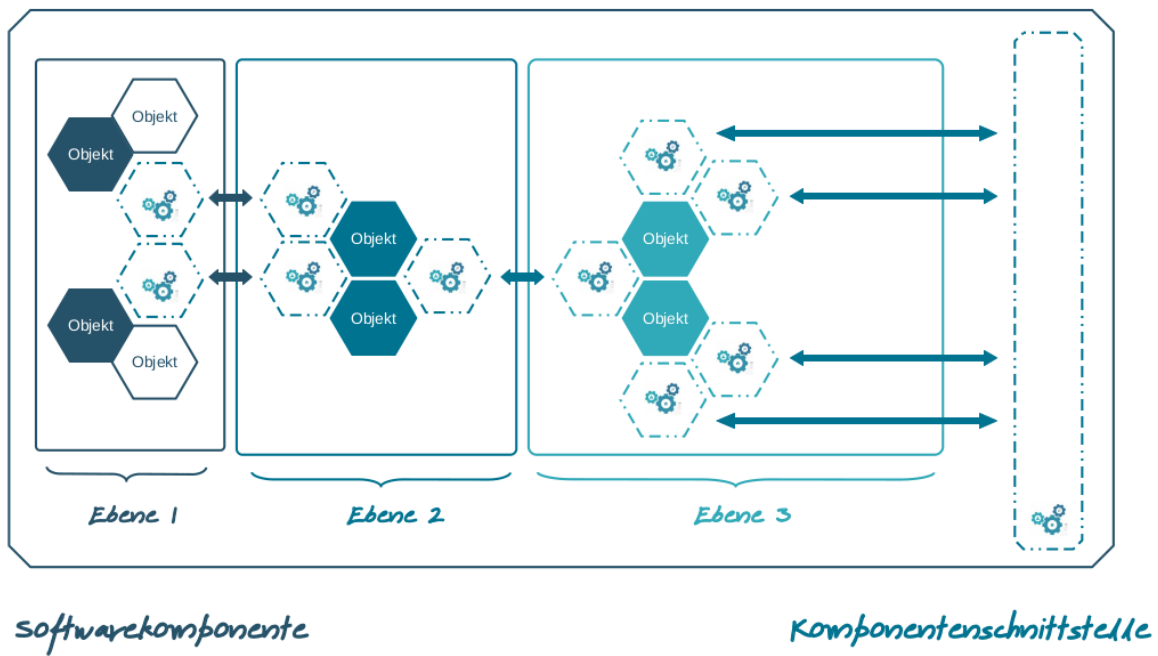 Objekt
Objekt
Objekt
Objekt
Objekt
Objekt
Objekt
Objekt
Ebene 1
Ebene 2
Ebene 3
Softwarekomponente
Komponentenschnittstelle